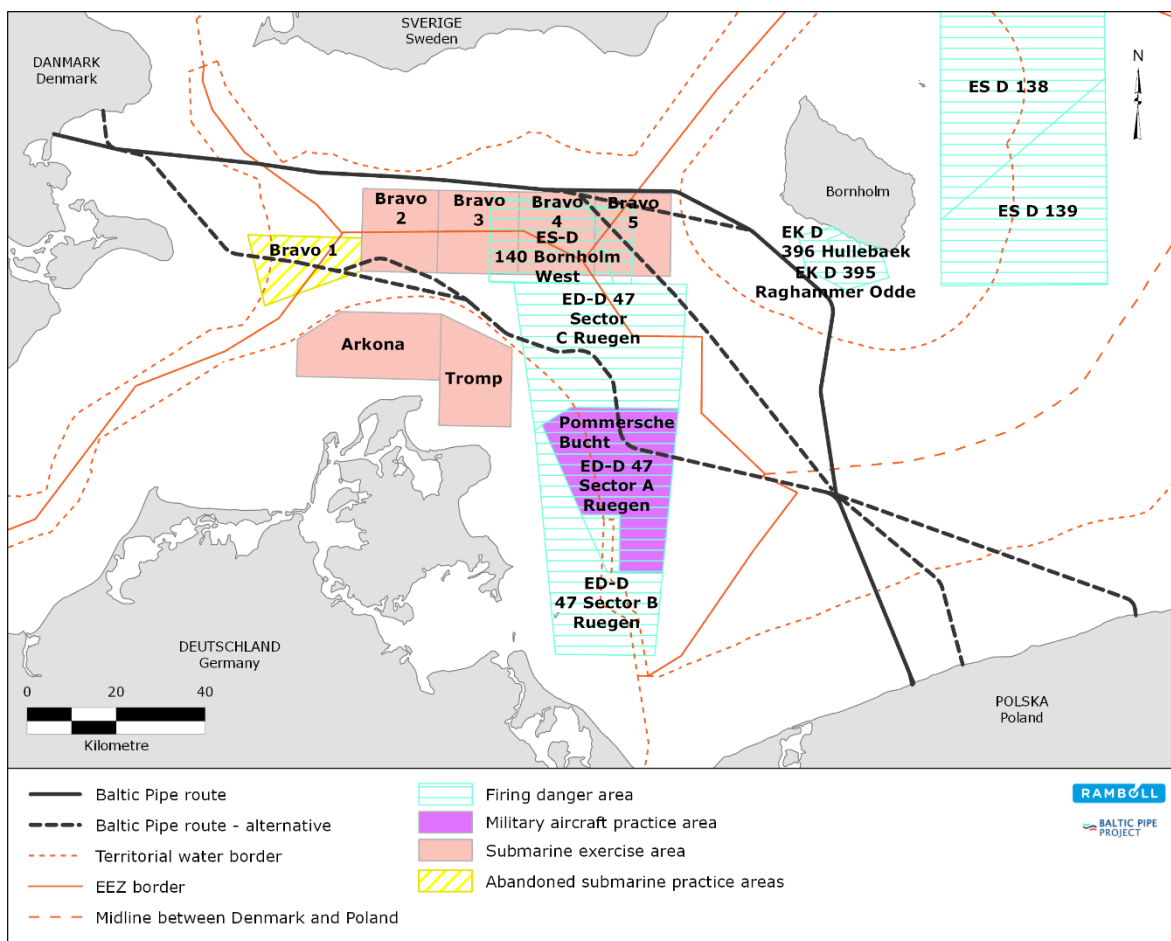 SVERIGE
Sweden
DANMARK
Denmark
N
ES D 138
Bornholm
ES D 139
Bravo
2
Bravo
3
Bravo
4
Bravo
5
Bravo 1
ES-D
140 Bornholm
West
EK D
396 Hullebaek
EK D 395
Raghammer Odde
ED-D 47
Sector
C Ruegen
Arkona
Tromp
Pommersche
Bucht
ED-D 47
Sector A
Ruegen
ED-D
47 Sector B
Ruegen
DEUTSCHLAND
Germany
0 20 40
Kilometre
POLSKA
Poland
Baltic Pipe route
Baltic Pipe route - alternative
Territorial water border
EEZ border
Midline between Denmark and Poland
Firing danger area
Military aircraft practice area
Submarine exercise area
Abandoned submarine practice areas
RAMBOLL
BALTIC PIPE
PROJECT